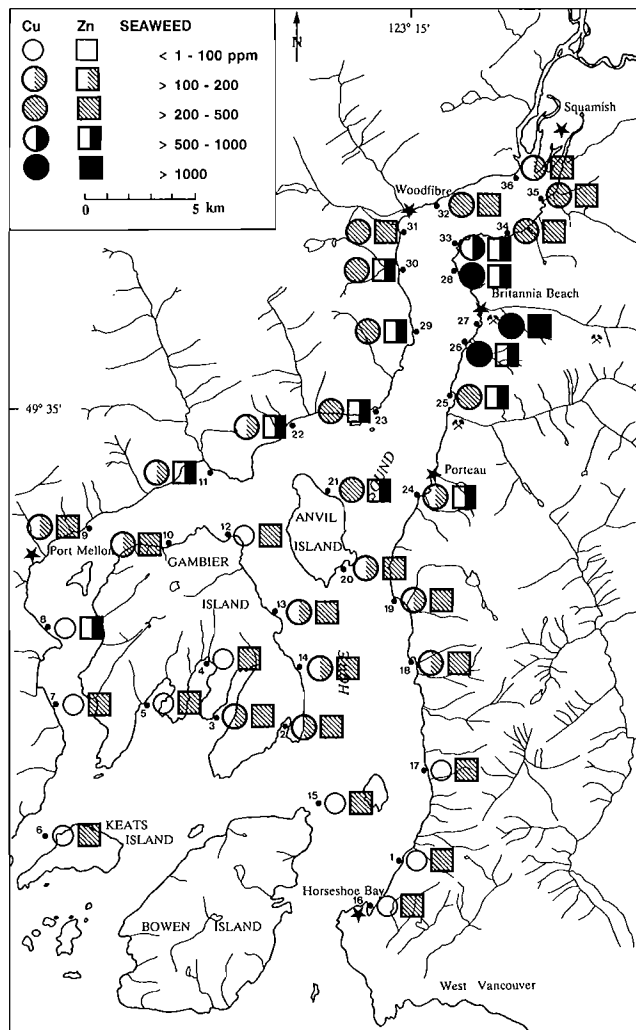 Cu Zn SEAWEED
< 1 - 100 ppm
> 100 - 200
> 200 - 500
> 500 - 1000
> 1000
0 5
km
N
123° 15'
Squamish
36
35
Woodfibre
32
31
34
33
30
28
Britannia Beach
27
29
26
25
49° 35'
23
22
11
Porteau
21
24
SOUND
ANVIL
ISLAND
9
10
12
Port Mellon
GAMBIER
20
ISLAND
13
19
8
4
14
18
HOWE
7
5
3
2
17
15
6
KEATS
ISLAND
1
Horseshoe Bay
16
BOWEN ISLAND
West Vancouver